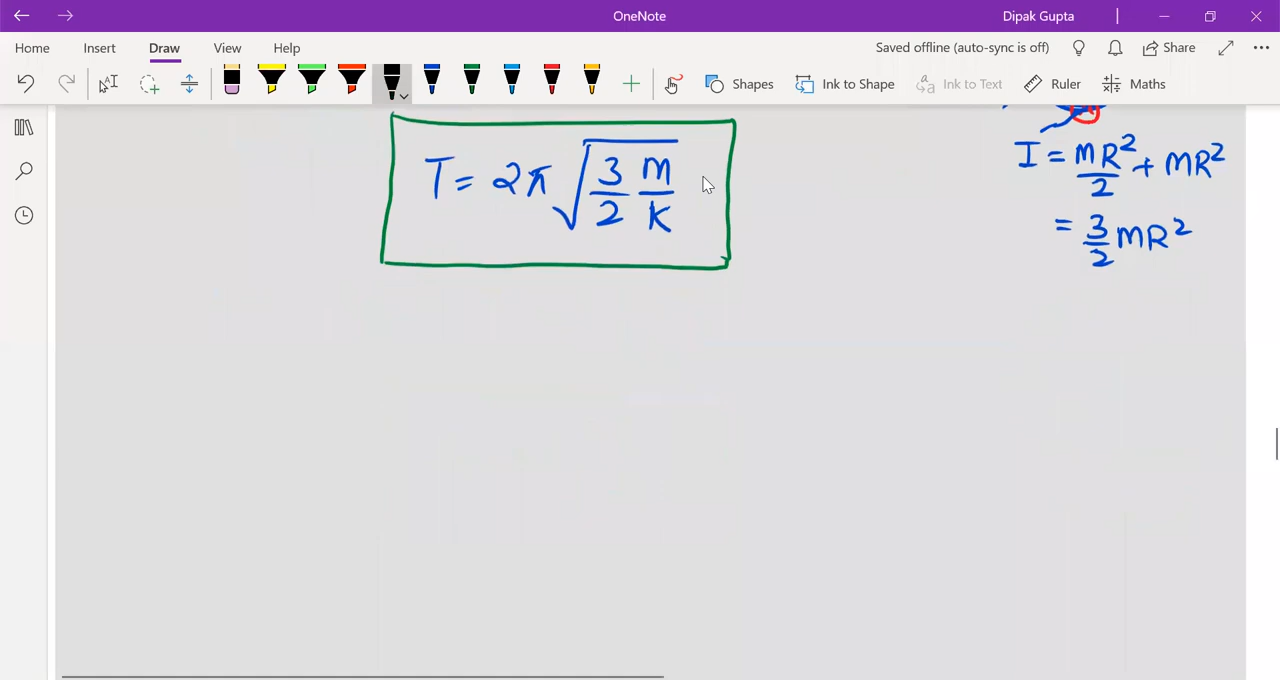 OneNote
Dipak Gupta
Home Insert Draw View Help
Saved offline (auto-sync is off) Share
Shapes Ink to Shape Ink to Text Ruler Maths
T = 2π √(3/2 M/K)
I = MR²/2 + MR²
= 3/2 MR²